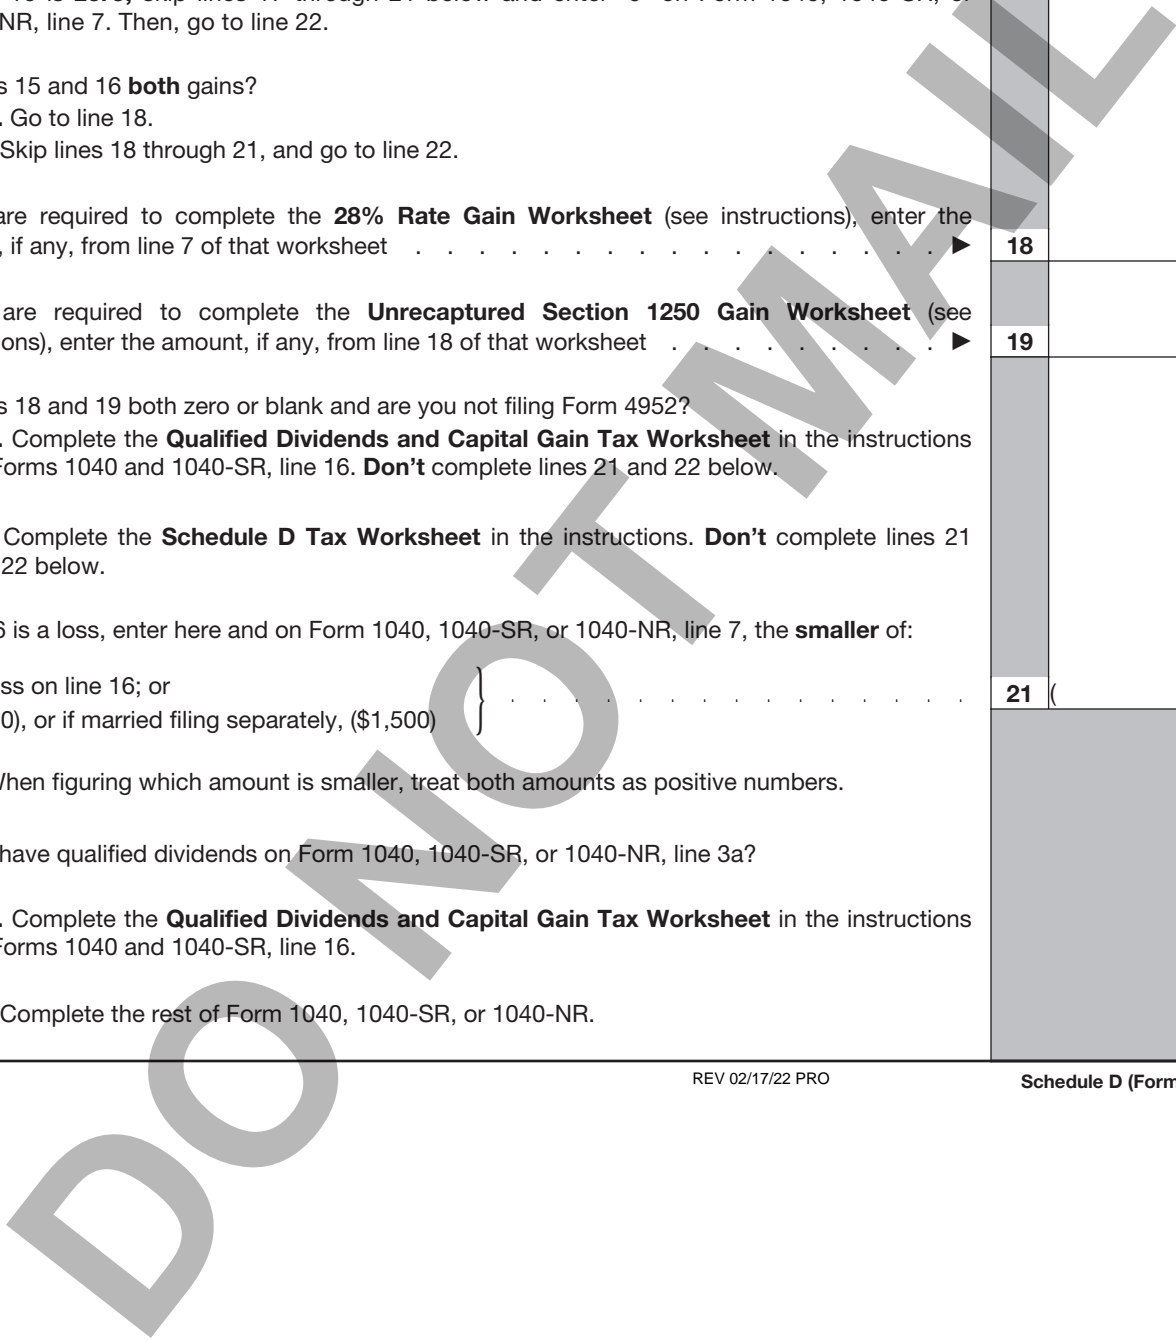 NR, line 7. Then, go to line 22.
s 15 and 16 both gains?
. Go to line 18.
Skip lines 18 through 21, and go to line 22.
are required to complete the 28% Rate Gain Worksheet (see instructions), enter the
, if any, from line 7 of that worksheet . . . . . . . . . . . . . . . . . ▶ 18
are required to complete the Unrecaptured Section 1250 Gain Worksheet (see
ons), enter the amount, if any, from line 18 of that worksheet . . . . . . . . . ▶ 19
s 18 and 19 both zero or blank and are you not filing Form 4952?
. Complete the Qualified Dividends and Capital Gain Tax Worksheet in the instructions
Forms 1040 and 1040-SR, line 16. Don't complete lines 21 and 22 below.
Complete the Schedule D Tax Worksheet in the instructions. Don't complete lines 21
22 below.
6 is a loss, enter here and on Form 1040, 1040-SR, or 1040-NR, line 7, the smaller of:
ss on line 16; or
0), or if married filing separately, ($1,500) } . . . . . . . . . . . . . . . 21 (
When figuring which amount is smaller, treat both amounts as positive numbers.
have qualified dividends on Form 1040, 1040-SR, or 1040-NR, line 3a?
. Complete the Qualified Dividends and Capital Gain Tax Worksheet in the instructions
Forms 1040 and 1040-SR, line 16.
Complete the rest of Form 1040, 1040-SR, or 1040-NR.
REV 02/17/22 PRO Schedule D (Form
DO NOT MAIL